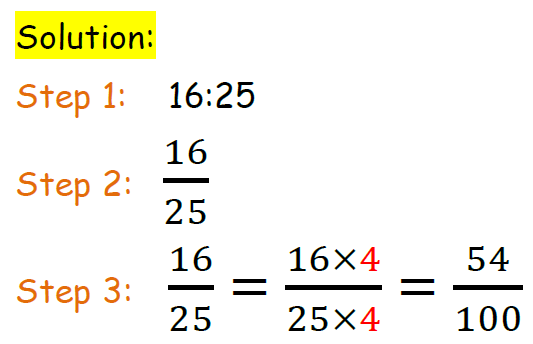 Solution:
Step 1: 16:25
Step 2: 16/25
Step 3: 16/25 = 16×4/25×4 = 54/100